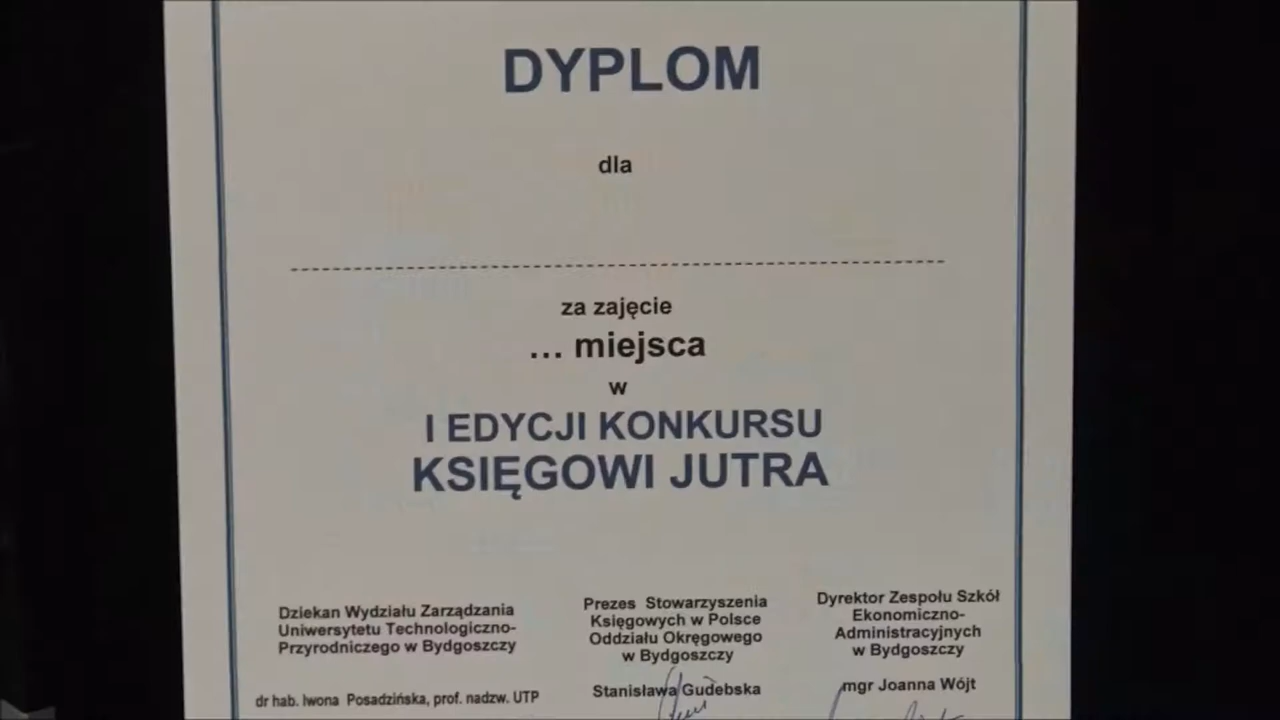 DYPLOM
dla
za zajęcie
... miejsca
w
I EDYCJI KONKURSU
KSIĘGOWI JUTRA
Dziekan Wydziału Zarządzania
Uniwersytetu Technologiczno-
Przyrodniczego w Bydgoszczy
dr hab. Iwona Posadzińska, prof. nadzw. UTP
Prezes Stowarzyszenia
Księgowych w Polsce
Oddziału Okręgowego
w Bydgoszczy
Stanisława Gudebska
Dyrektor Zespołu Szkół
Ekonomiczno-
Administracyjnych
w Bydgoszczy
mgr Joanna Wójt